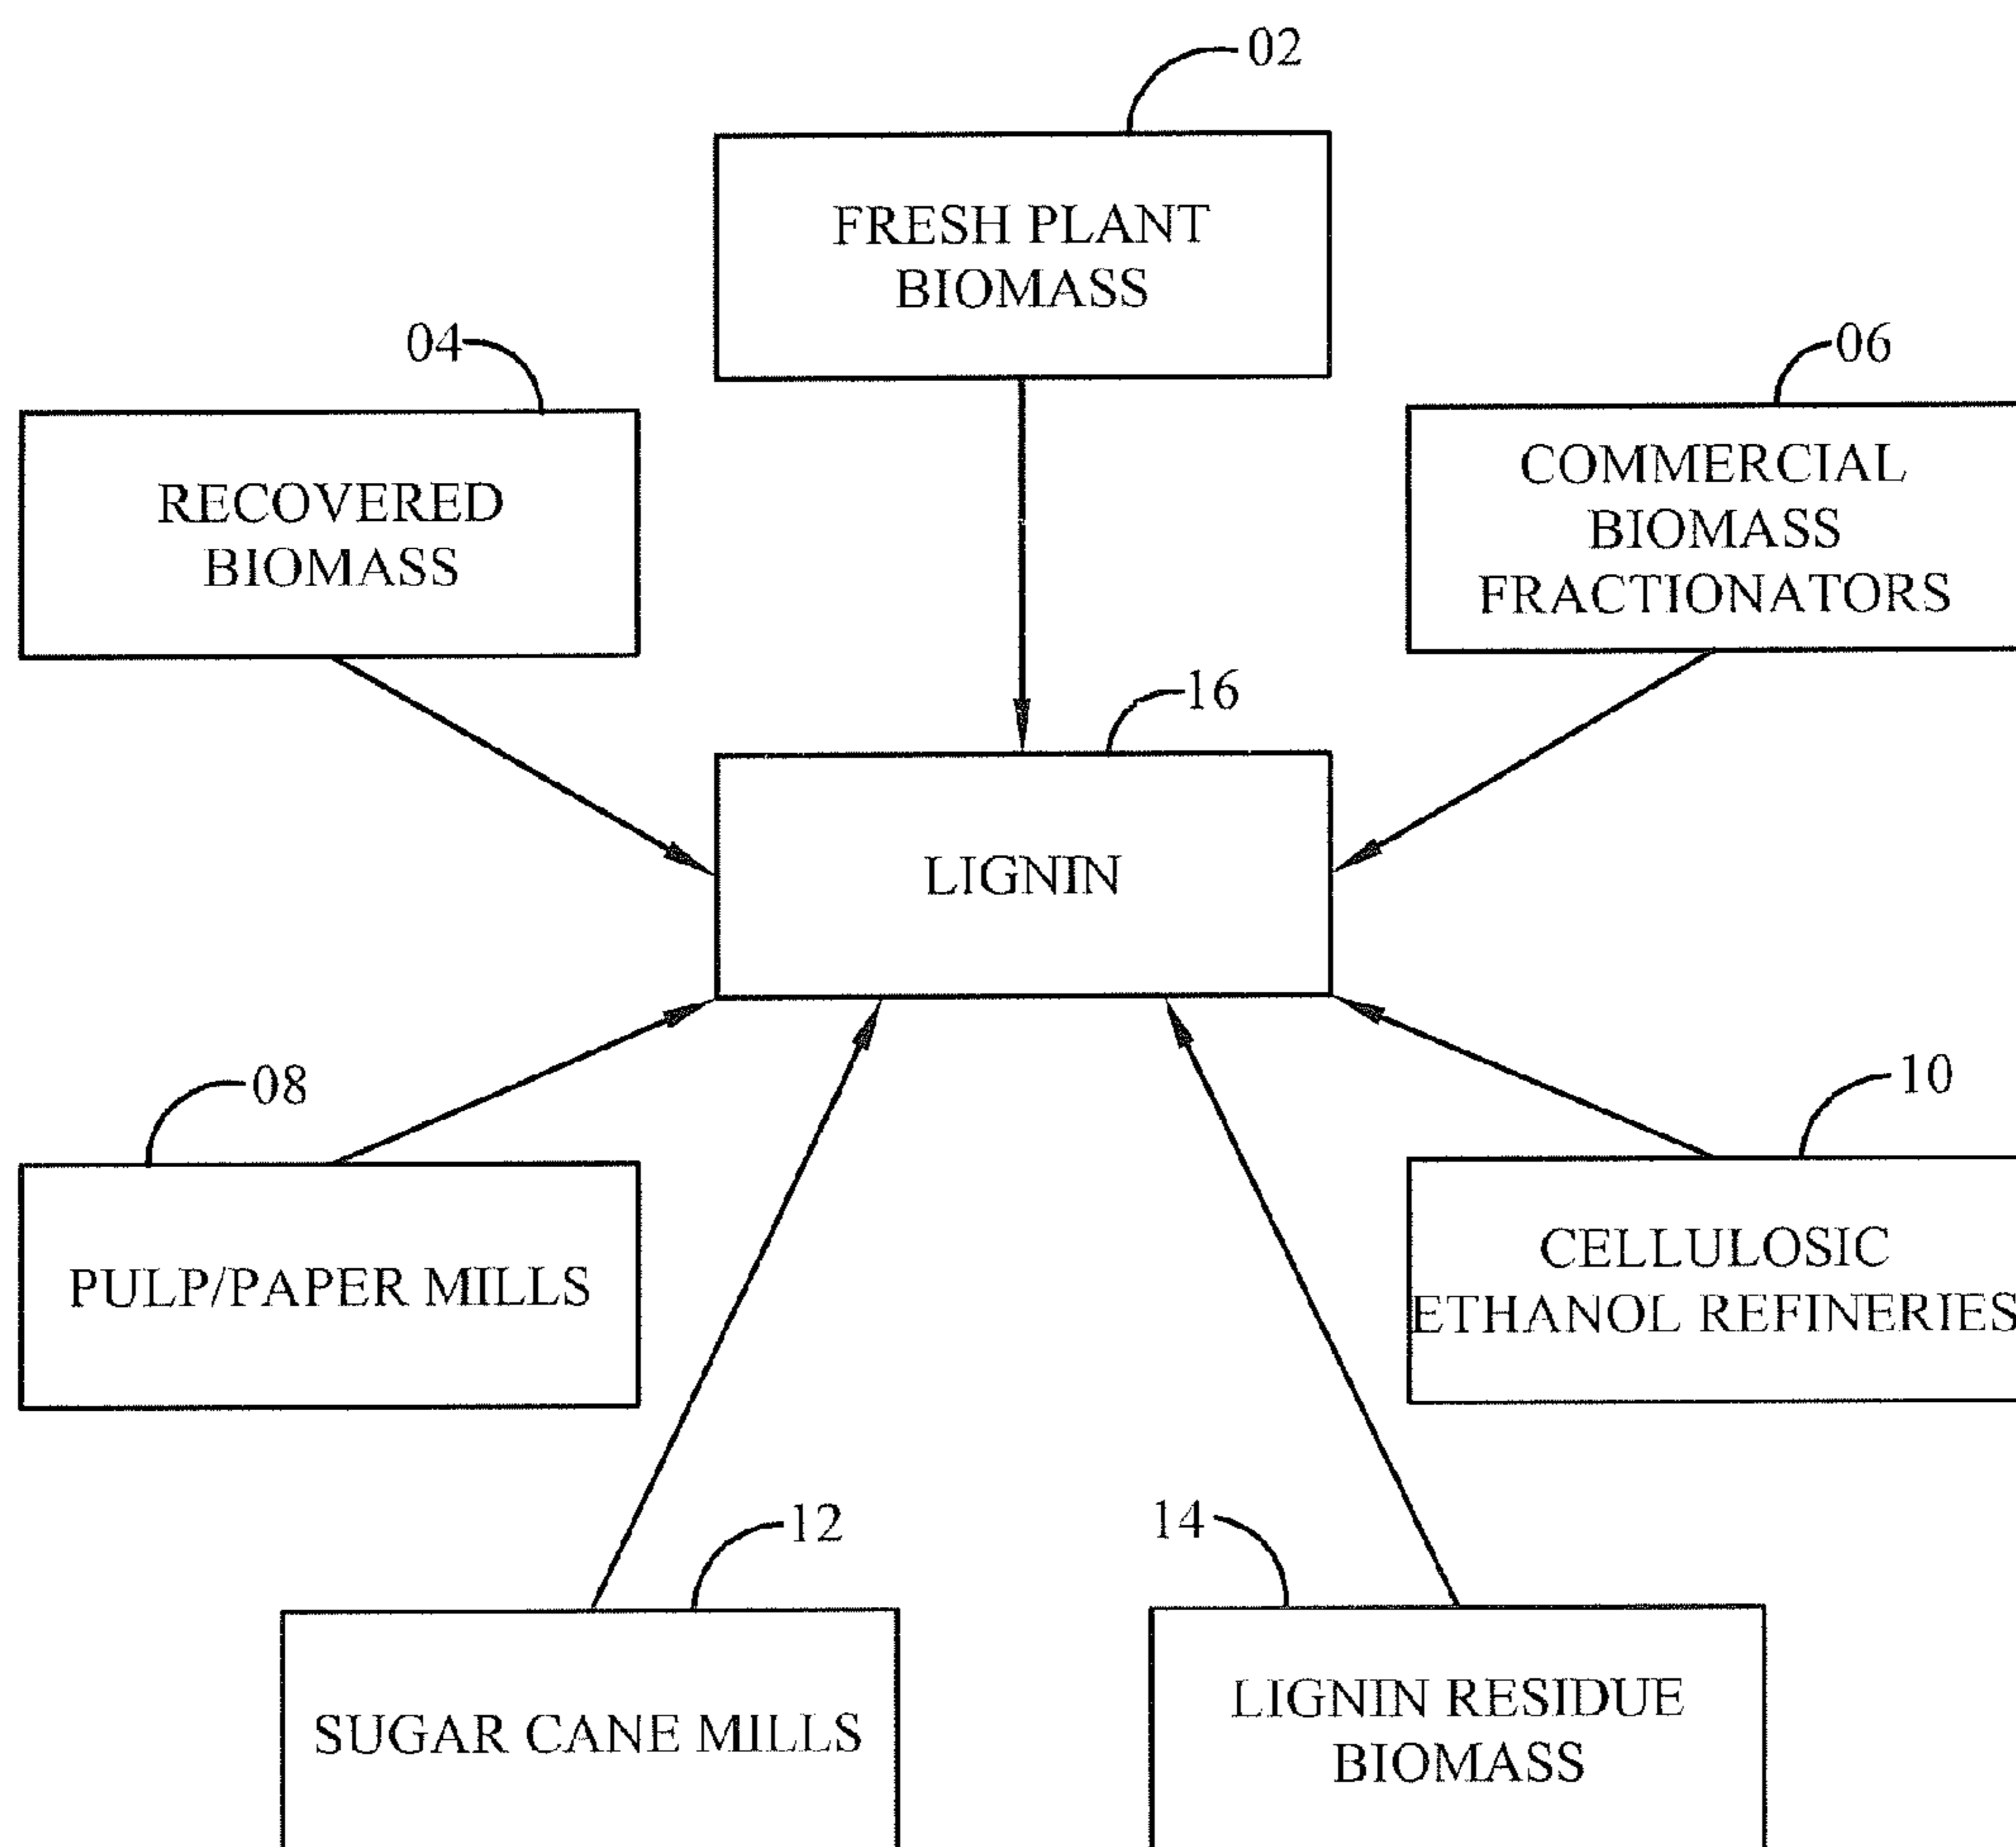 02
FRESH PLANT
BIOMASS
04
RECOVERED
BIOMASS
06
COMMERCIAL
BIOMASS
FRACTIONATORS
16
LIGNIN
08
PULP/PAPER MILLS
10
CELLULOSIC
ETHANOL REFINERIES
12
SUGAR CANE MILLS
14
LIGNIN RESIDUE
BIOMASS